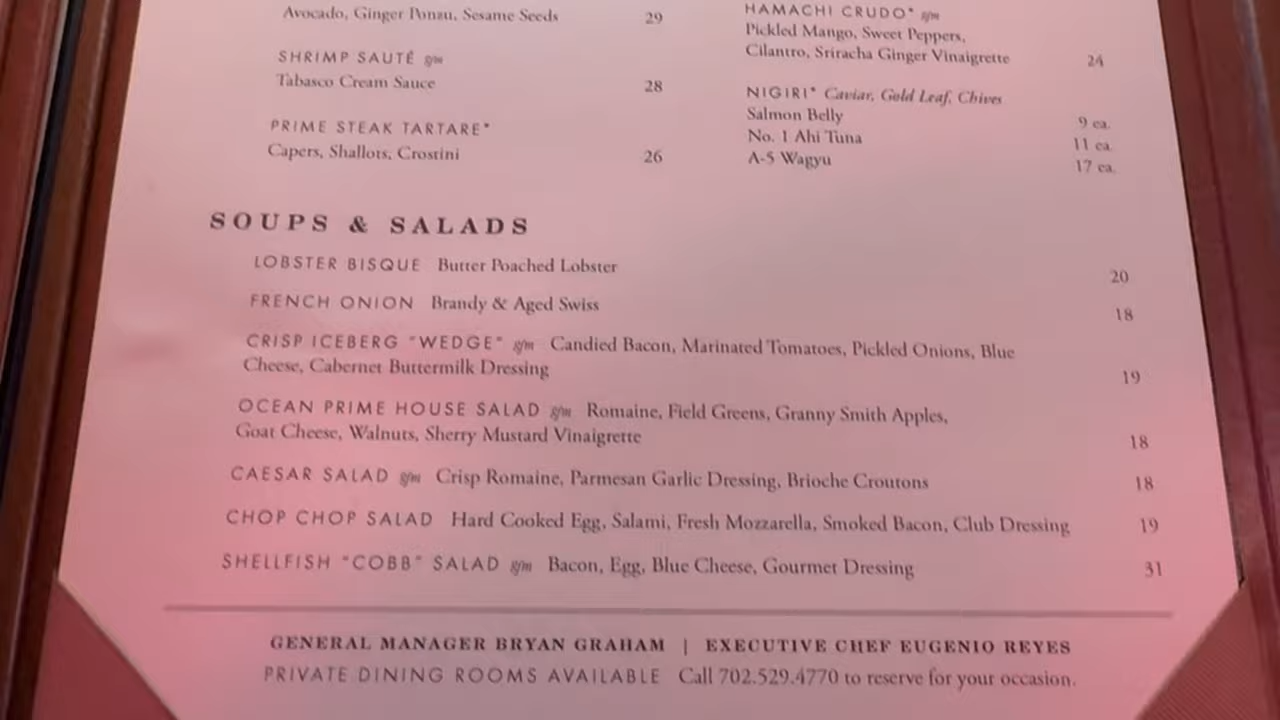 Avocado, Ginger Ponzu, Sesame Seeds 29
SHRIMP SAUTÉ gfm
Tabasco Cream Sauce 28
PRIME STEAK TARTARE*
Capers, Shallots, Crostini 26
HAMACHI CRUDO* gfm
Pickled Mango, Sweet Peppers,
Cilantro, Sriracha Ginger Vinaigrette 24
NIGIRI* Caviar, Gold Leaf, Chives
Salmon Belly 9 ea.
No. 1 Ahi Tuna 11 ea.
A-5 Wagyu 17 ea.
SOUPS & SALADS
LOBSTER BISQUE Butter Poached Lobster 20
FRENCH ONION Brandy & Aged Swiss 18
CRISP ICEBERG "WEDGE" gfm Candied Bacon, Marinated Tomatoes, Pickled Onions, Blue
Cheese, Cabernet Buttermilk Dressing 19
OCEAN PRIME HOUSE SALAD gfm Romaine, Field Greens, Granny Smith Apples,
Goat Cheese, Walnuts, Sherry Mustard Vinaigrette 18
CAESAR SALAD gfm Crisp Romaine, Parmesan Garlic Dressing, Brioche Croutons 18
CHOP CHOP SALAD Hard Cooked Egg, Salami, Fresh Mozzarella, Smoked Bacon, Club Dressing 19
SHELLFISH "COBB" SALAD gfm Bacon, Egg, Blue Cheese, Gourmet Dressing 31
GENERAL MANAGER BRYAN GRAHAM | EXECUTIVE CHEF EUGENIO REYES
PRIVATE DINING ROOMS AVAILABLE Call 702.529.4770 to reserve for your occasion.